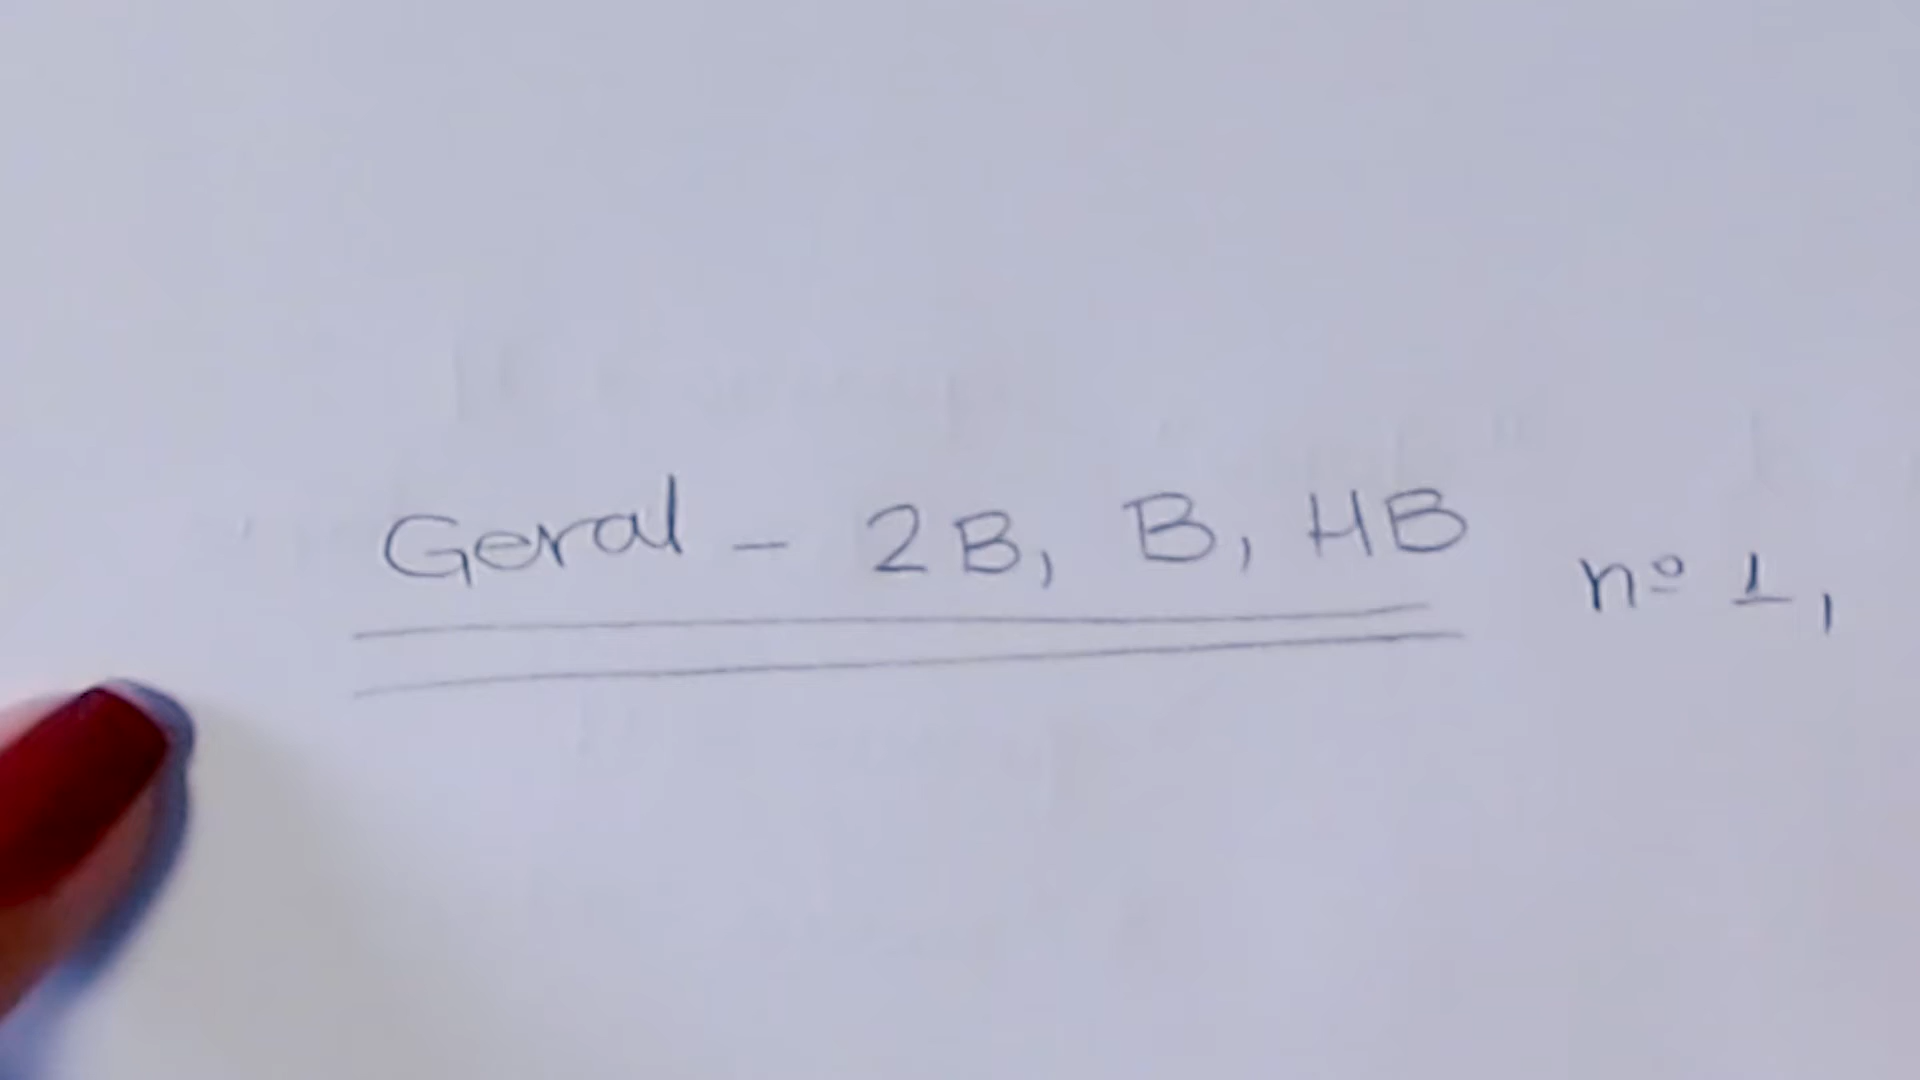 Geral - 2B, B, HB nº 1,